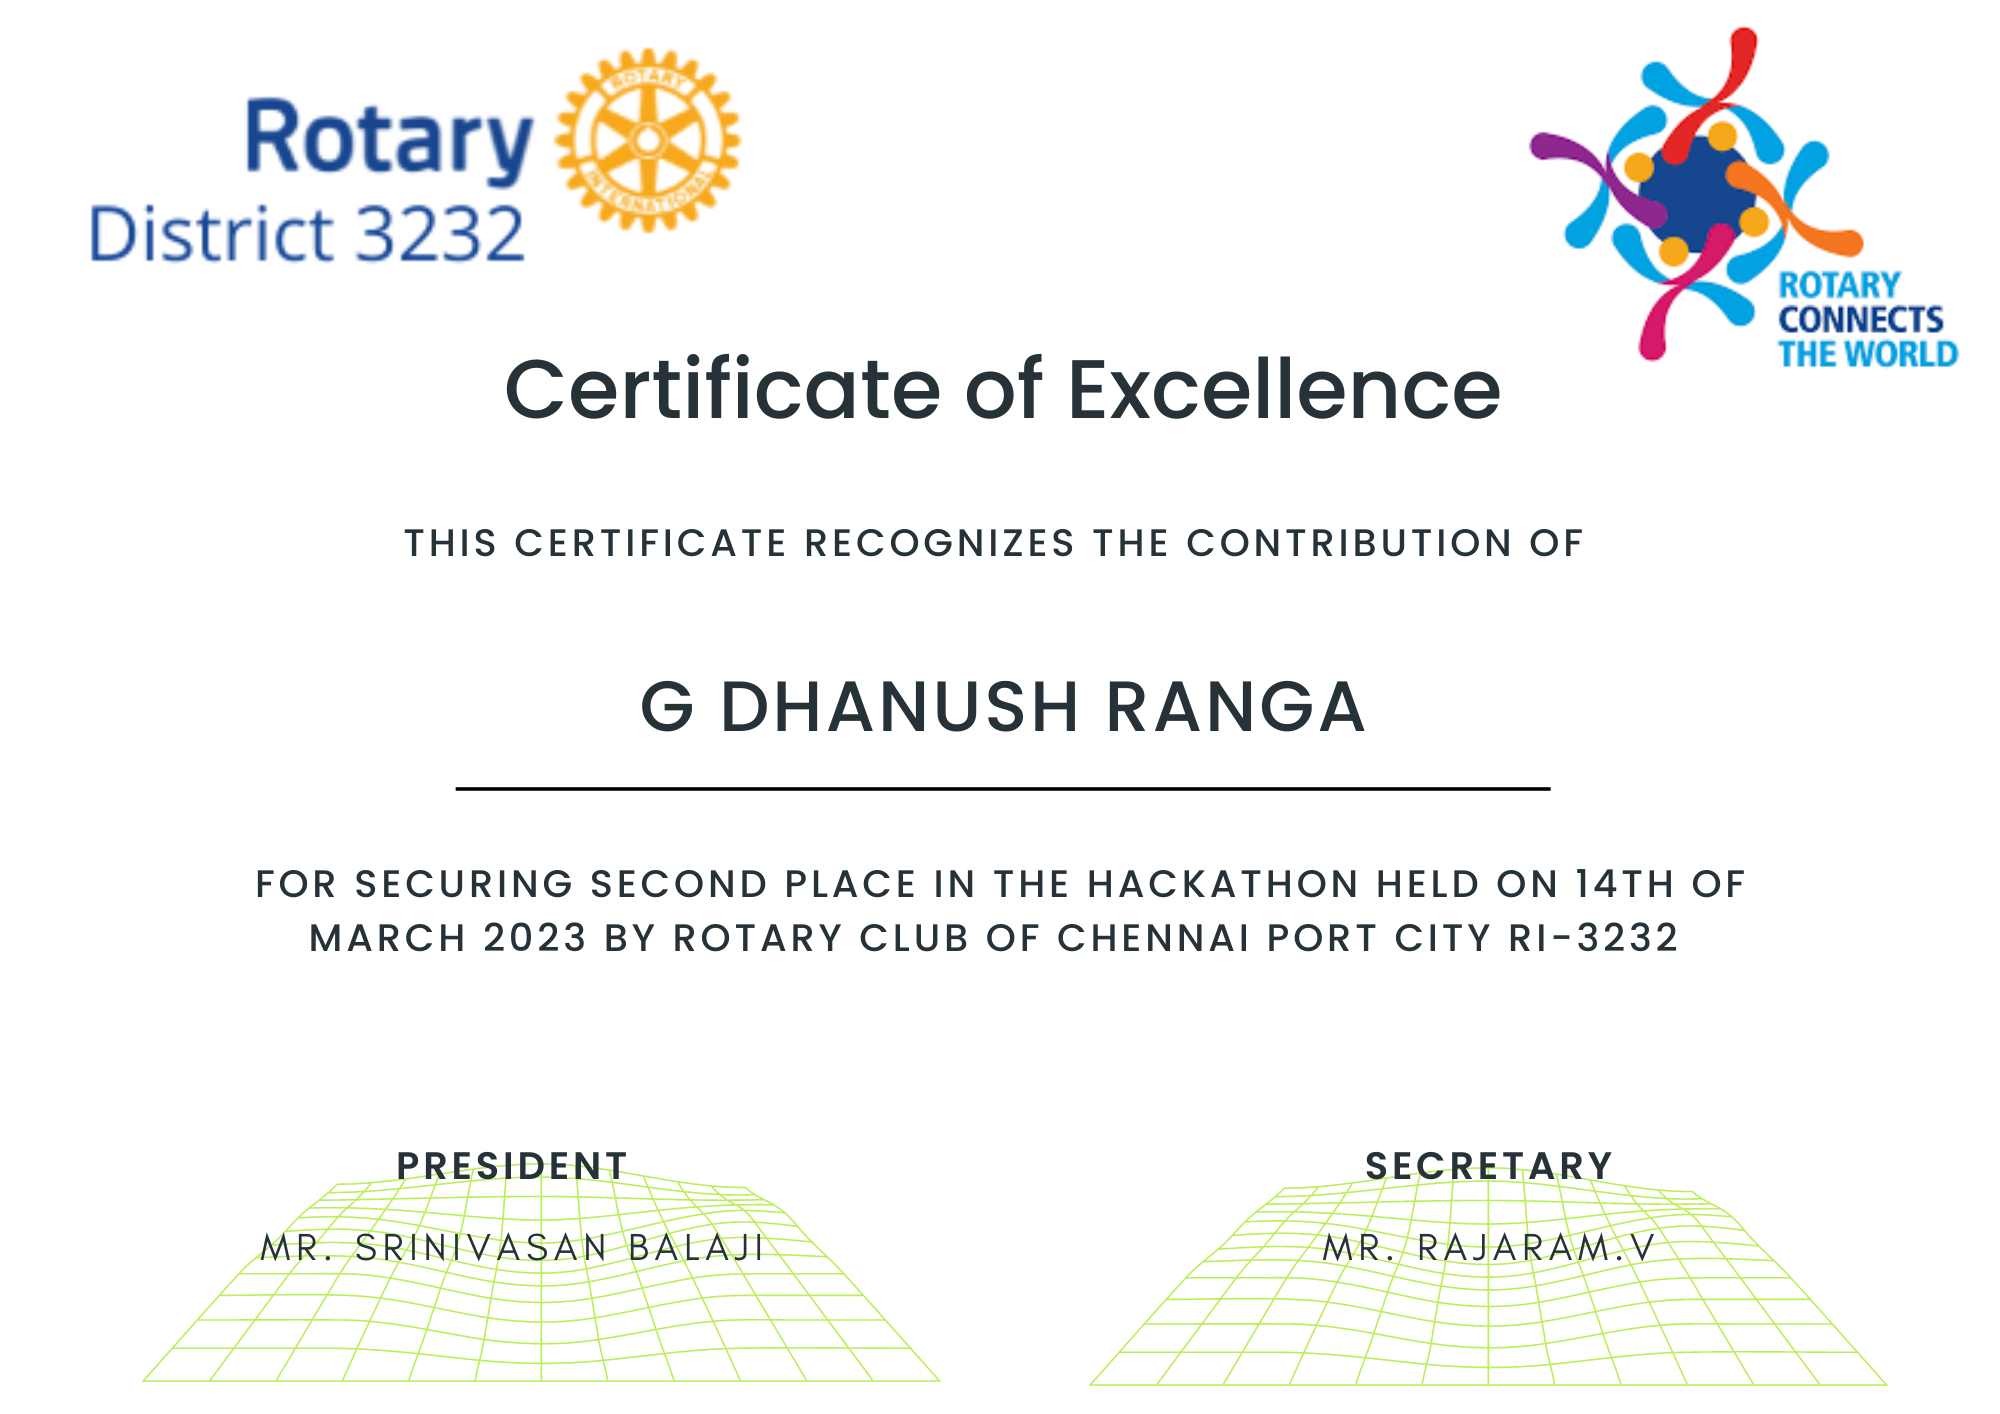 Rotary
District 3232
ROTARY
INTERNATIONAL
ROTARY
CONNECTS
THE WORLD
Certificate of Excellence
THIS CERTIFICATE RECOGNIZES THE CONTRIBUTION OF
G DHANUSH RANGA
FOR SECURING SECOND PLACE IN THE HACKATHON HELD ON 14TH OF
MARCH 2023 BY ROTARY CLUB OF CHENNAI PORT CITY RI-3232
PRESIDENT
MR. SRINIVASAN BALAJI
SECRETARY
MR. RAJARAM.V